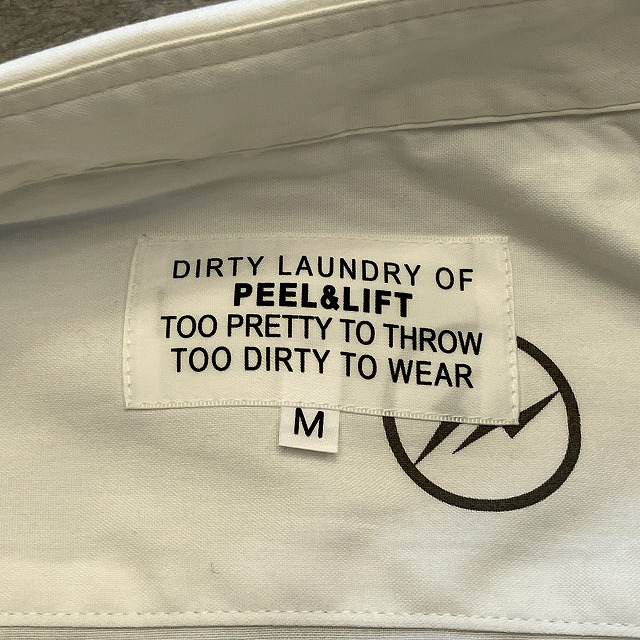 DIRTY LAUNDRY OF
PEEL&LIFT
TOO PRETTY TO THROW
TOO DIRTY TO WEAR
M